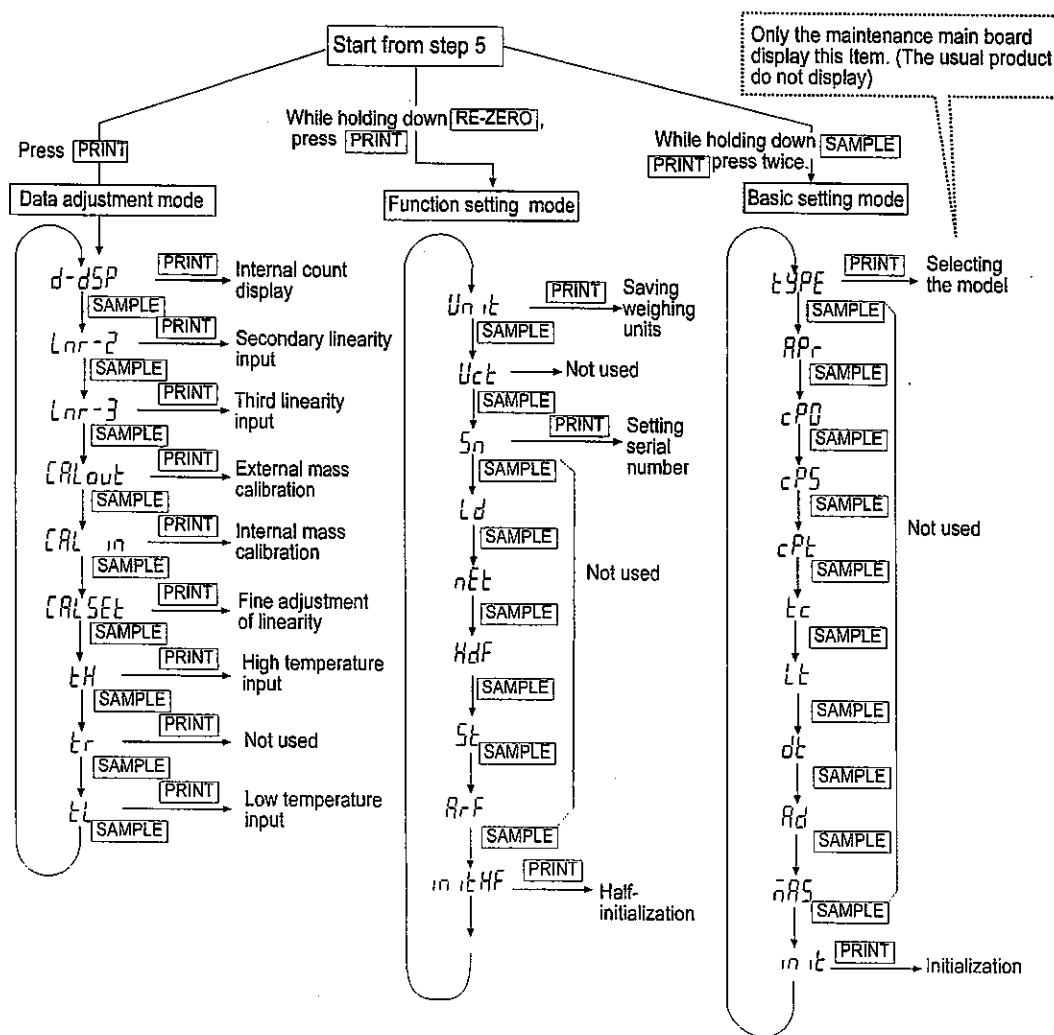 Start from step 5
Only the maintenance main board
display this item. (The usual product
do not display)
Press PRINT
While holding down RE-ZERO,
press PRINT
While holding down SAMPLE
PRINT press twice.
Data adjustment mode
Function setting mode
Basic setting mode
d-dSP
PRINT
Internal count
display
SAMPLE
Lnr-2
PRINT
Secondary linearity
input
SAMPLE
Lnr-3
PRINT
Third linearity
input
SAMPLE
CALout
PRINT
External mass
calibration
SAMPLE
CAL in
PRINT
Internal mass
calibration
SAMPLE
CALSEt
PRINT
Fine adjustment
of linearity
SAMPLE
tH
PRINT
High temperature
input
SAMPLE
tr
PRINT
Not used
SAMPLE
tL
PRINT
Low temperature
input
SAMPLE
Unit
PRINT
Saving
weighing
units
SAMPLE
Uct
Not used
SAMPLE
Sn
PRINT
Setting
serial
number
SAMPLE
Ld
SAMPLE
nEt
SAMPLE
HdF
SAMPLE
St
SAMPLE
ArF
SAMPLE
Not used
initHF
PRINT
Half-
initialization
tYPE
PRINT
Selecting
the model
SAMPLE
APr
SAMPLE
cP0
SAMPLE
cPS
SAMPLE
cPt
SAMPLE
tc
SAMPLE
Lt
SAMPLE
dt
SAMPLE
Ad
SAMPLE
mAS
SAMPLE
Not used
init
PRINT
Initialization